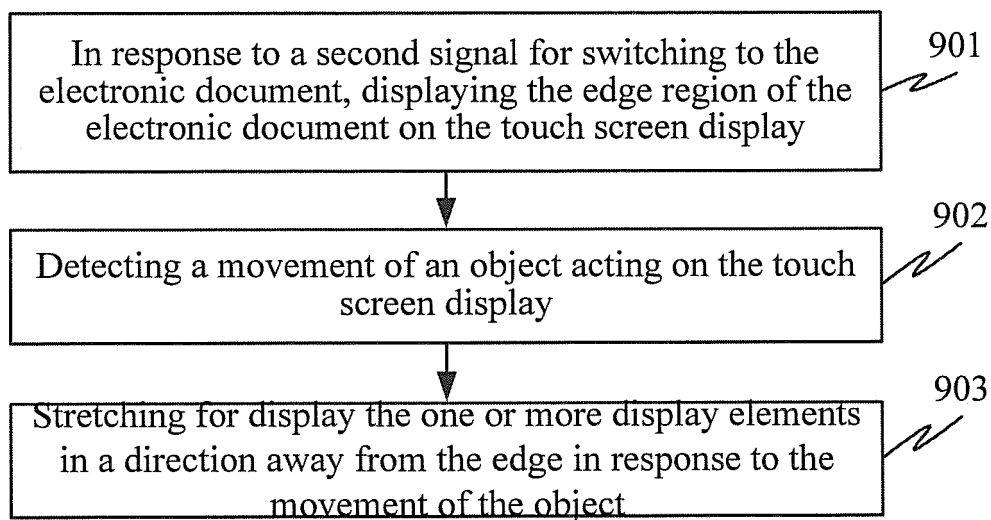 In response to a second signal for switching to the
electronic document, displaying the edge region of the
electronic document on the touch screen display
901
Detecting a movement of an object acting on the touch
screen display
902
Stretching for display the one or more display elements
in a direction away from the edge in response to the
movement of the object
903